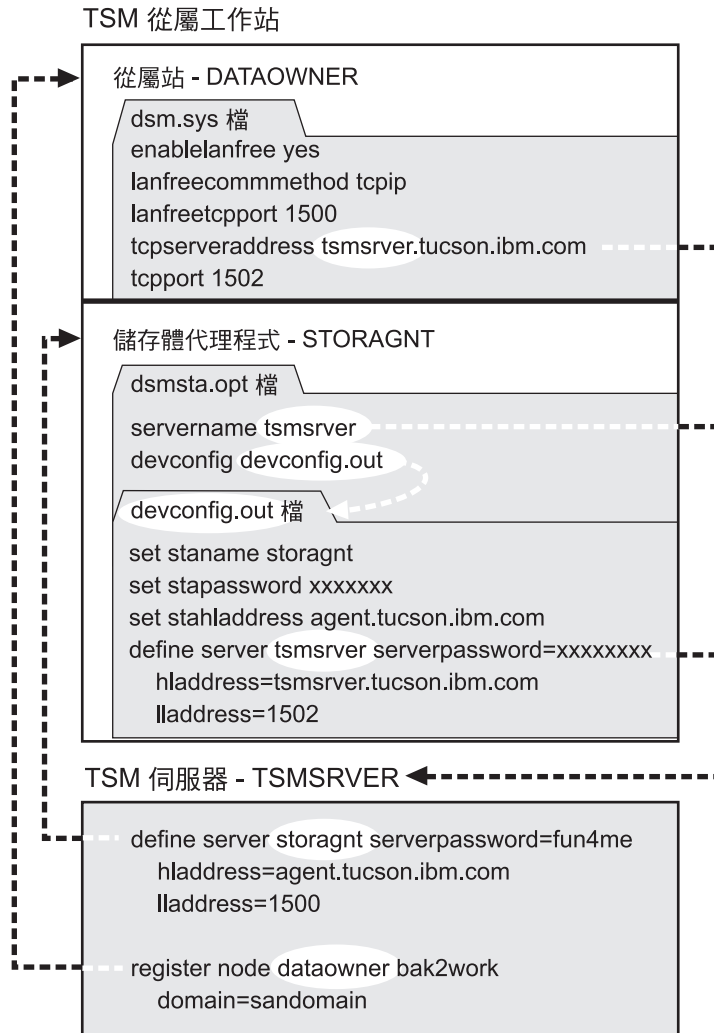 TSM 從屬工作站
從屬站 - DATAOWNER
dsm.sys 檔
enablelanfree yes
lanfreecommmethod tcpip
lanfreetcpport 1500
tcpserveraddress tsmsrver.tucson.ibm.com
tcpport 1502
儲存體代理程式 - STORAGNT
dsmsta.opt 檔
servername tsmsrver
devconfig devconfig.out
devconfig.out 檔
set staname storagnt
set stapassword xxxxxxx
set stahladdress agent.tucson.ibm.com
define server tsmsrver serverpassword=xxxxxxxx
hladdress=tsmsrver.tucson.ibm.com
lladdress=1502
TSM 伺服器 - TSMSRVER
define server storagnt serverpassword=fun4me
hladdress=agent.tucson.ibm.com
lladdress=1500
register node dataowner bak2work
domain=sandomain